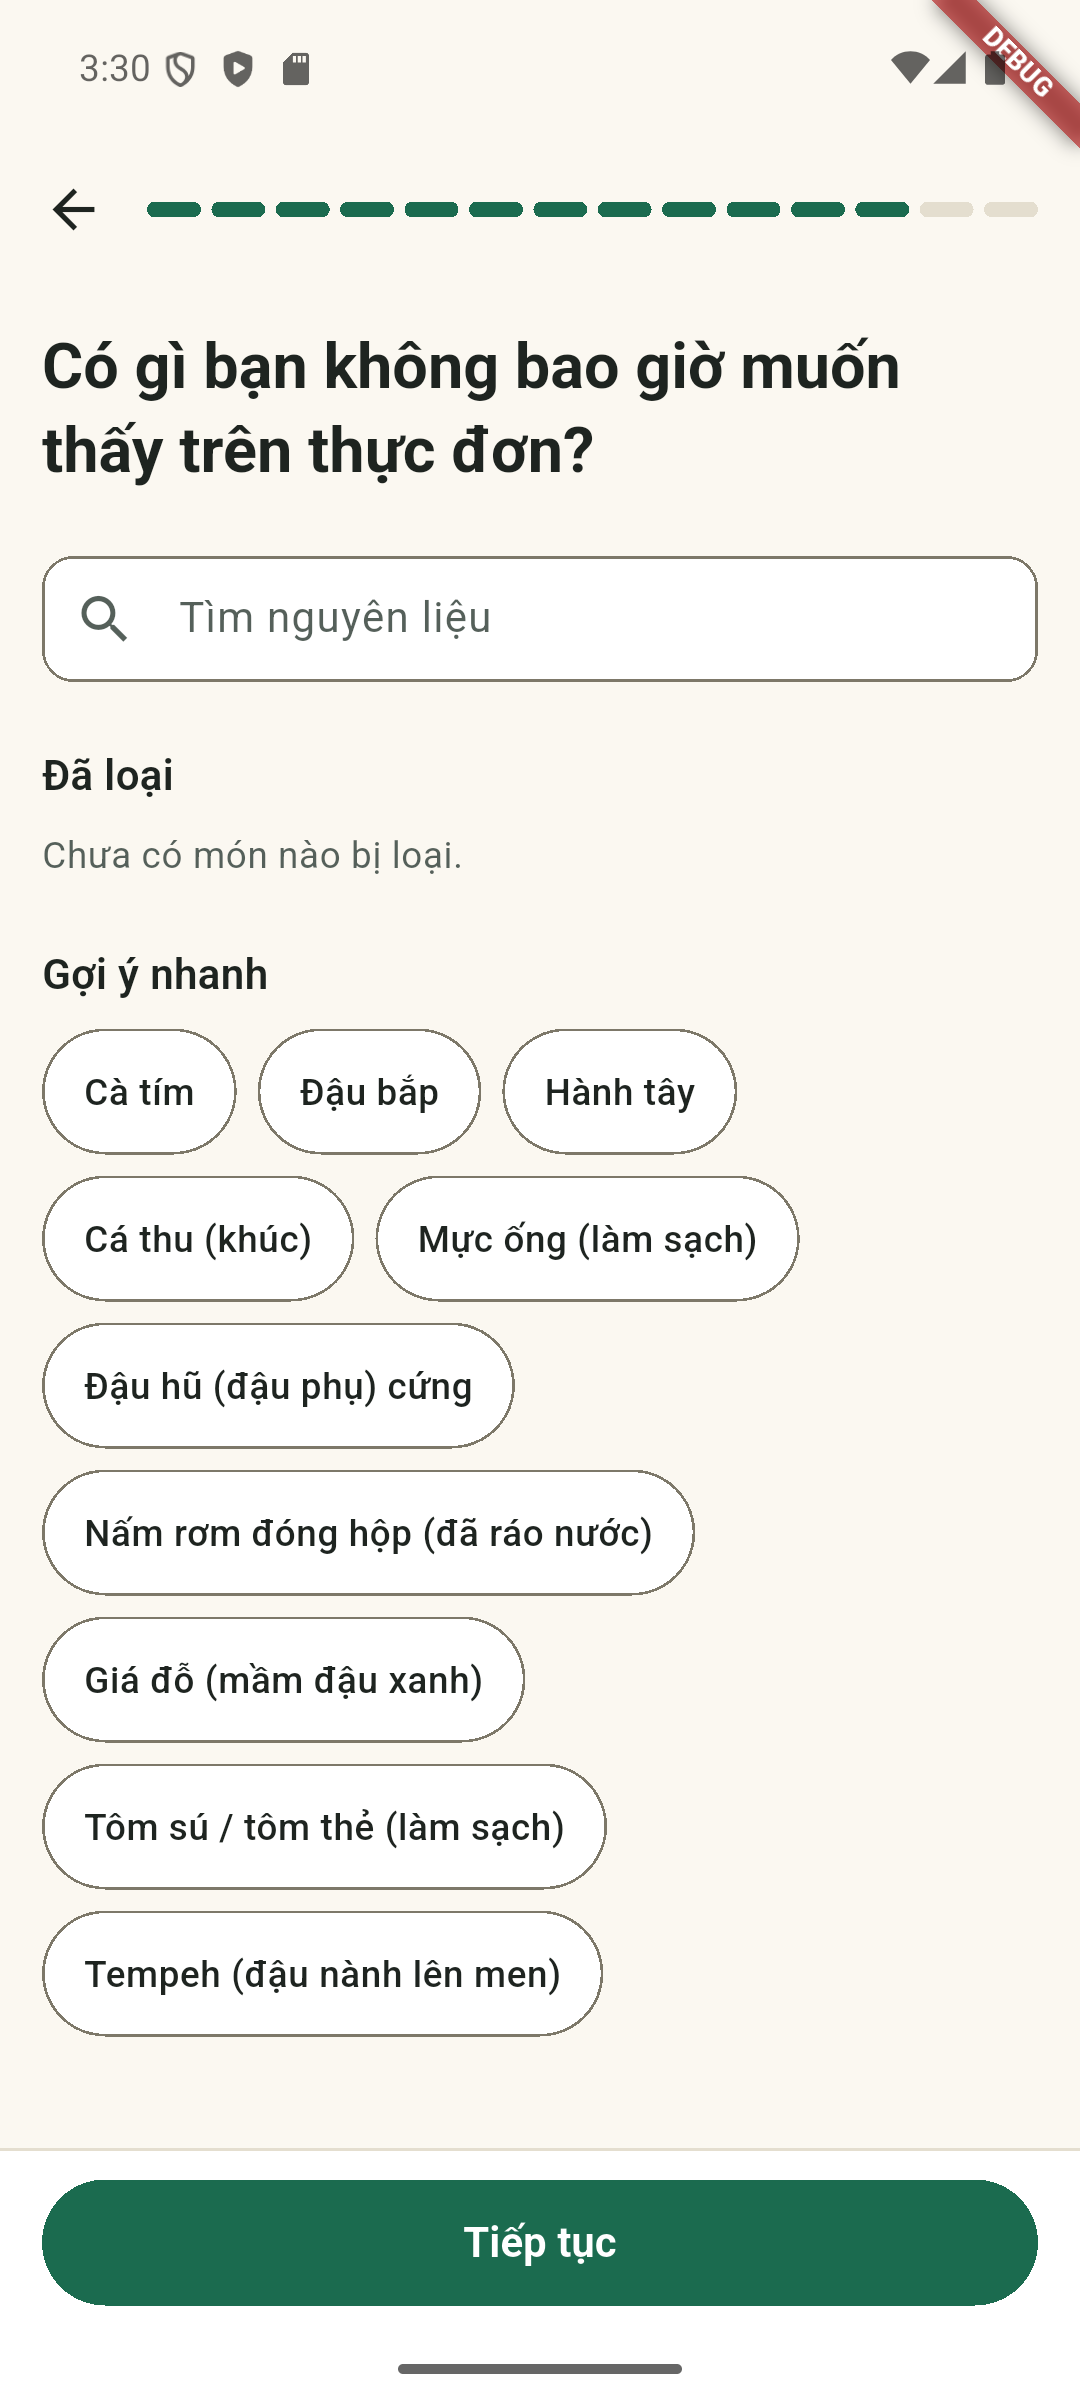 3:30
DEBUG
Có gì bạn không bao giờ muốn
thấy trên thực đơn?
Tìm nguyên liệu
Đã loại
Chưa có món nào bị loại.
Gợi ý nhanh
Cà tím
Đậu bắp
Hành tây
Cá thu (khúc)
Mực ống (làm sạch)
Đậu hũ (đậu phụ) cứng
Nấm rơm đóng hộp (đã ráo nước)
Giá đỗ (mầm đậu xanh)
Tôm sú / tôm thẻ (làm sạch)
Tempeh (đậu nành lên men)
Tiếp tục